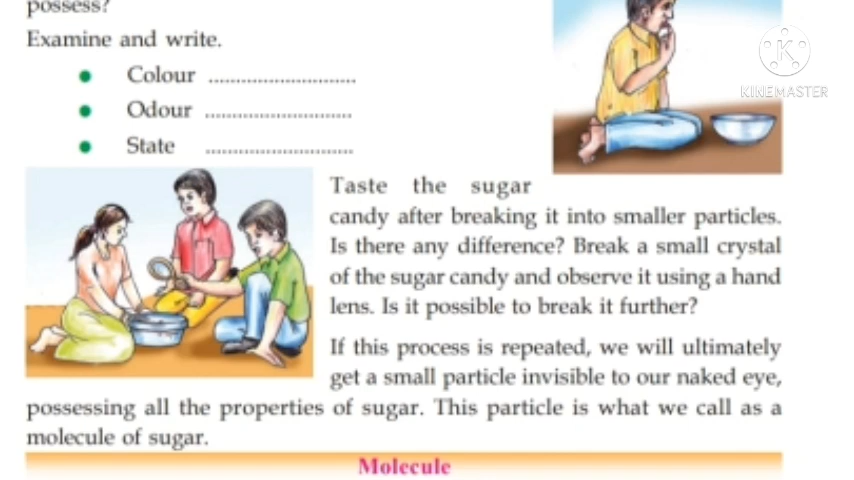 possess?
Examine and write.
● Colour ............................
● Odour ............................
● State ............................
Taste the sugar
candy after breaking it into smaller particles.
Is there any difference? Break a small crystal
of the sugar candy and observe it using a hand
lens. Is it possible to break it further?
If this process is repeated, we will ultimately
get a small particle invisible to our naked eye,
possessing all the properties of sugar. This particle is what we call as a
molecule of sugar.
Molecule
K
KINEMASTER